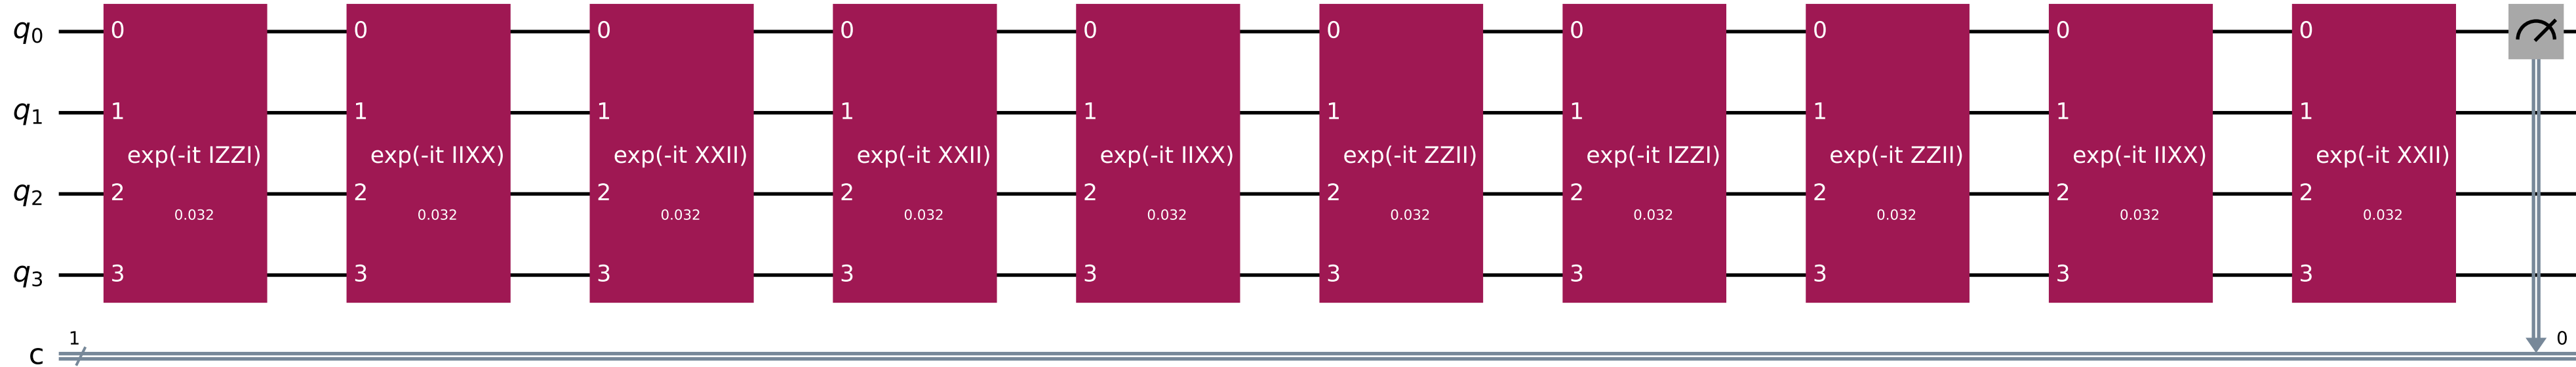 q0 0 0 0 0 0 0 0 0 0 0
q1 1 1 1 1 1 1 1 1 1 1
exp(-it IZZI) exp(-it IIXX) exp(-it XXII) exp(-it XXII) exp(-it IIXX) exp(-it ZZII) exp(-it IZZI) exp(-it ZZII) exp(-it IIXX) exp(-it XXII)
q2 2 2 2 2 2 2 2 2 2 2
0.032 0.032 0.032 0.032 0.032 0.032 0.032 0.032 0.032 0.032
q3 3 3 3 3 3 3 3 3 3 3
1 0
c